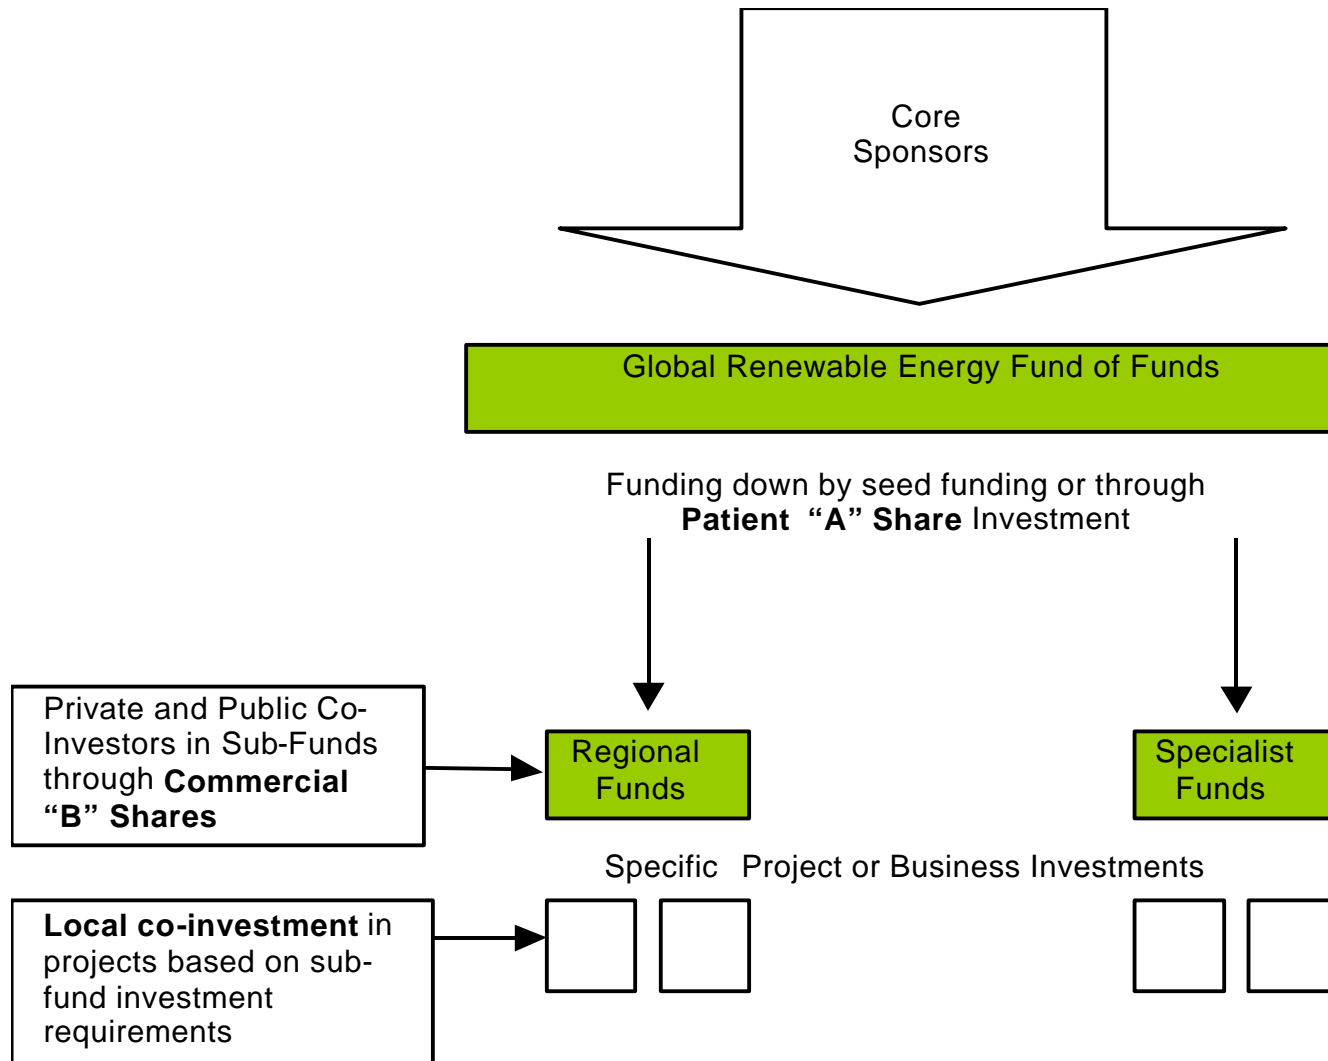 Core
Sponsors
Global Renewable Energy Fund of Funds
Funding down by seed funding or through
Patient “A” Share Investment
Private and Public Co-
Investors in Sub-Funds
through Commercial
“B” Shares
Regional
Funds
Specialist
Funds
Specific Project or Business Investments
Local co-investment in
projects based on sub-
fund investment
requirements